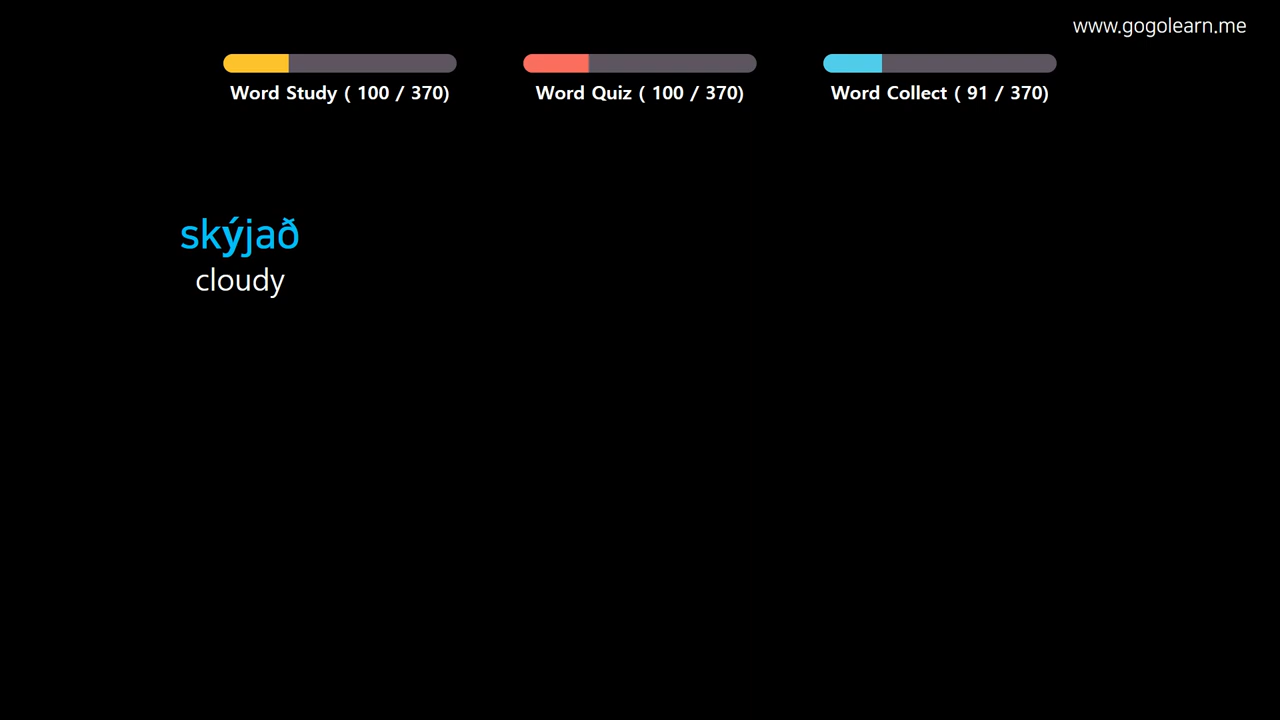 www.gogolearn.me
Word Study ( 100 / 370)
Word Quiz ( 100 / 370)
Word Collect ( 91 / 370)
skýjað
cloudy